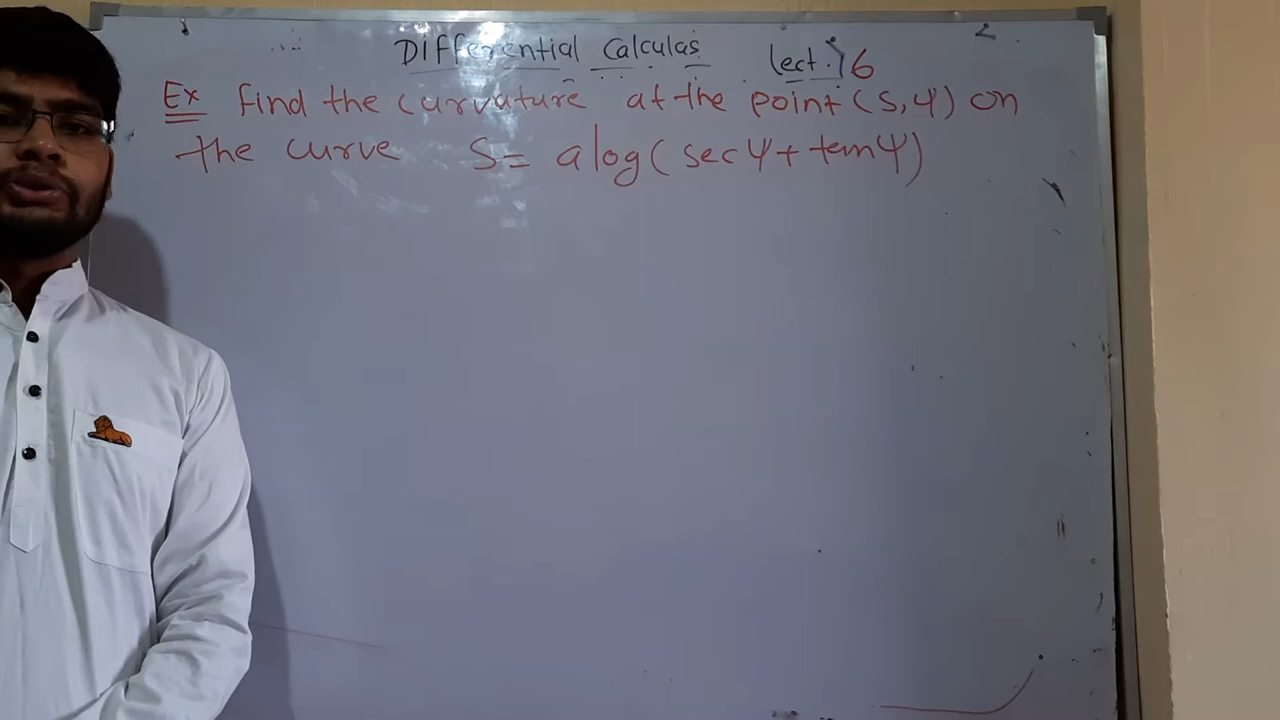 Differential Calculas lect. 16
Ex Find the curvature at the point (S, ψ) on
the curve S = a log( sec ψ + tan ψ)